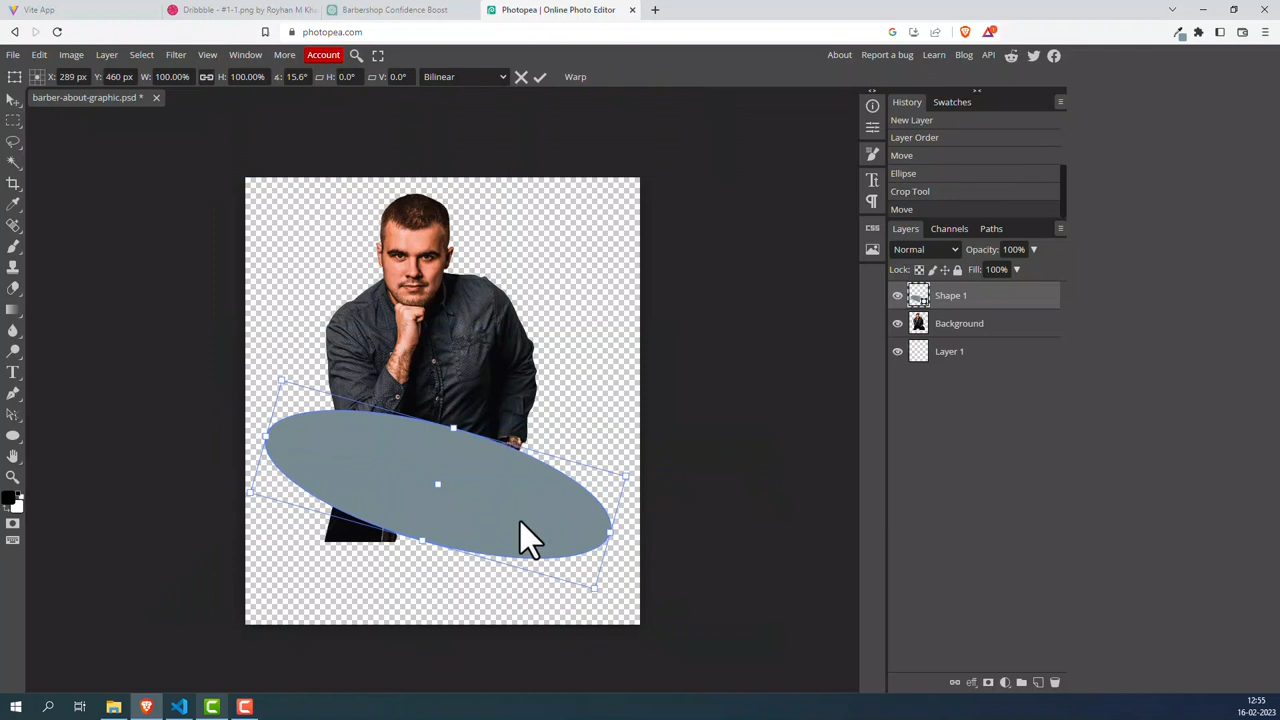 Vite App
Dribbble - #1-1.png by Royhan M Kh
Barbershop Confidence Boost
Photopea | Online Photo Editor
photopea.com
File Edit Image Layer Select Filter View Window More Account
About Report a bug Learn Blog API
X: 289 px Y: 460 px W: 100.00% H: 100.00% 15.6° H: 0.0° V: 0.0° Bilinear Warp
barber-about-graphic.psd *
History Swatches
New Layer
Layer Order
Move
Ellipse
Crop Tool
Move
Layers Channels Paths
Normal Opacity: 100%
Lock: Fill: 100%
Shape 1
Background
Layer 1
CSS
eff
12:55
16-02-2023